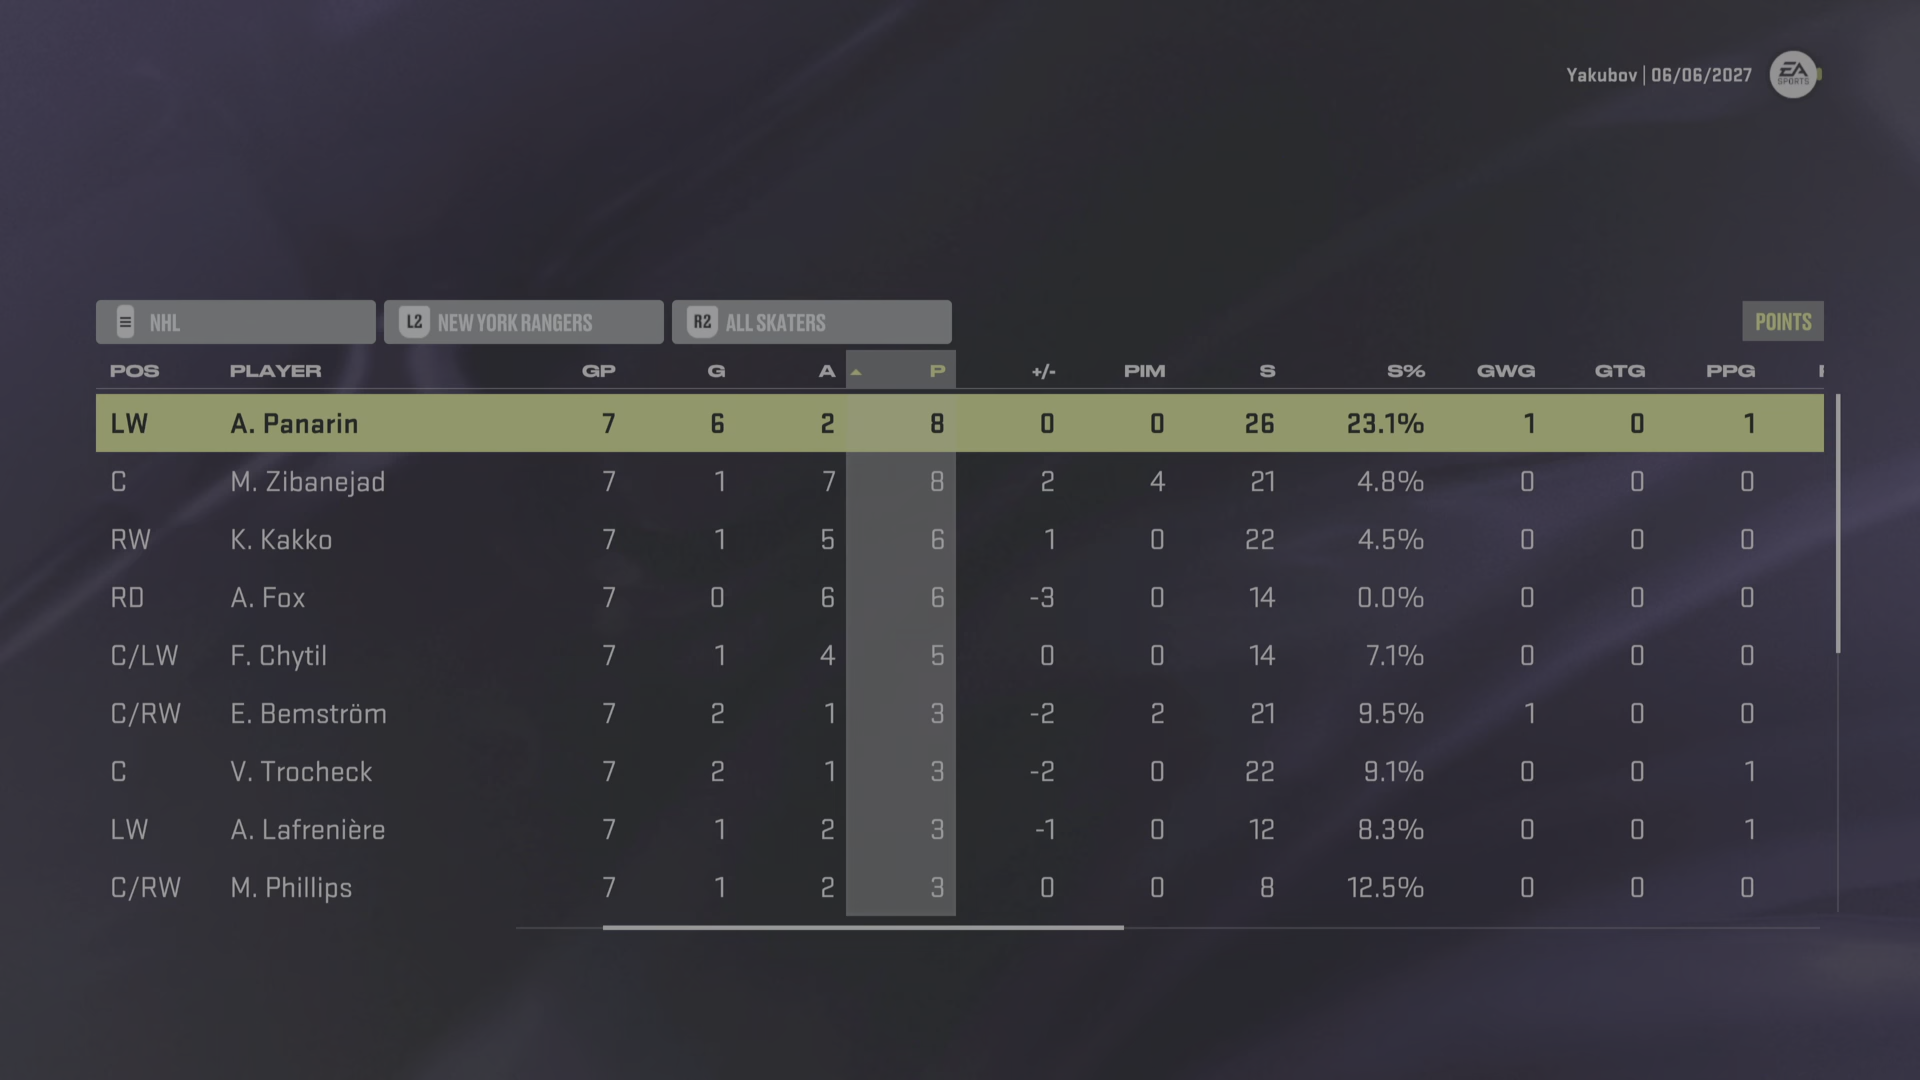 Yakubov | 06/06/2027 EA SPORTS
NHL L2 NEW YORK RANGERS R2 ALL SKATERS POINTS
POS PLAYER GP G A P +/- PIM S S% GWG GTG PPG
LW A. Panarin 7 6 2 8 0 0 26 23.1% 1 0 1
C M. Zibanejad 7 1 7 8 2 4 21 4.8% 0 0 0
RW K. Kakko 7 1 5 6 1 0 22 4.5% 0 0 0
RD A. Fox 7 0 6 6 -3 0 14 0.0% 0 0 0
C/LW F. Chytil 7 1 4 5 0 0 14 7.1% 0 0 0
C/RW E. Bemström 7 2 1 3 -2 2 21 9.5% 1 0 0
C V. Trocheck 7 2 1 3 -2 0 22 9.1% 0 0 1
LW A. Lafrenière 7 1 2 3 -1 0 12 8.3% 0 0 1
C/RW M. Phillips 7 1 2 3 0 0 8 12.5% 0 0 0